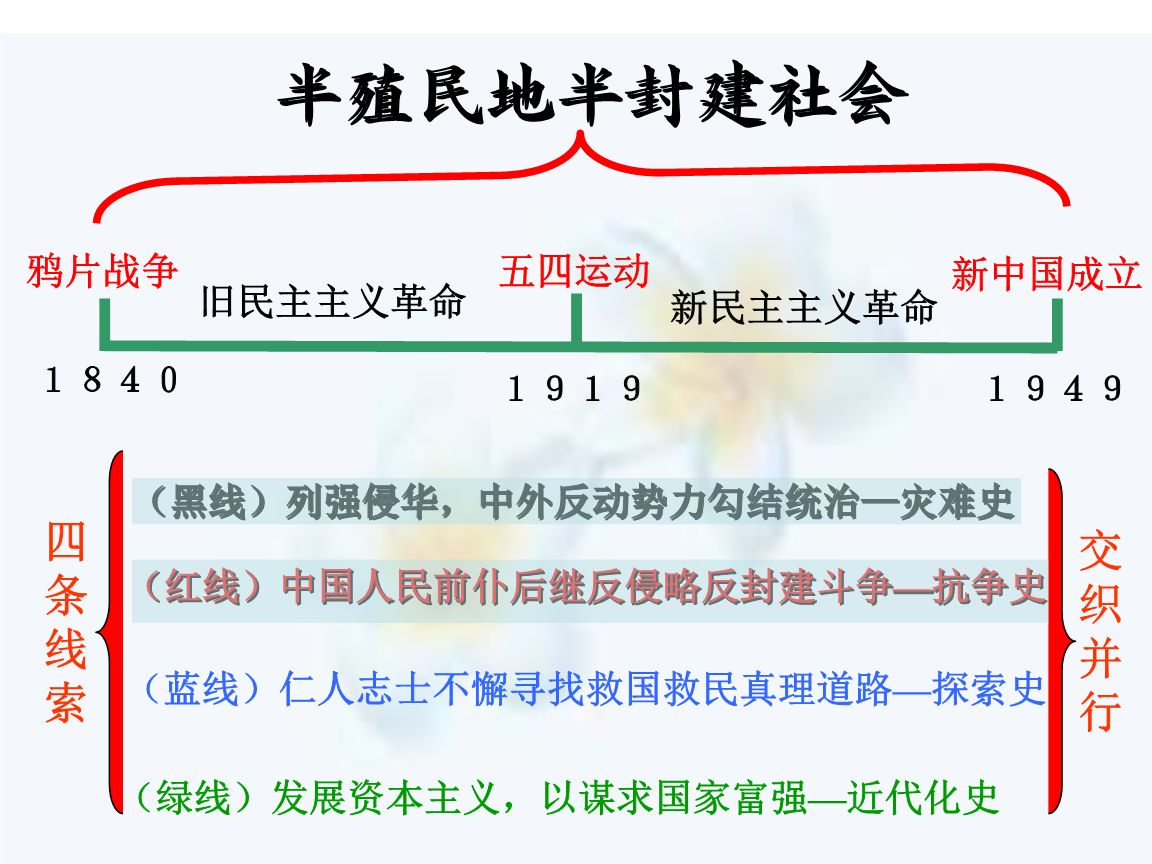 半殖民地半封建社会
鸦片战争
五四运动
新中国成立
旧民主主义革命
新民主主义革命
１８４０
１９１９
１９４９
四条线索
（黑线）列强侵华，中外反动势力勾结统治—灾难史
（红线）中国人民前仆后继反侵略反封建斗争—抗争史
（蓝线）仁人志士不懈寻找救国救民真理道路—探索史
（绿线）发展资本主义，以谋求国家富强—近代化史
交织并行